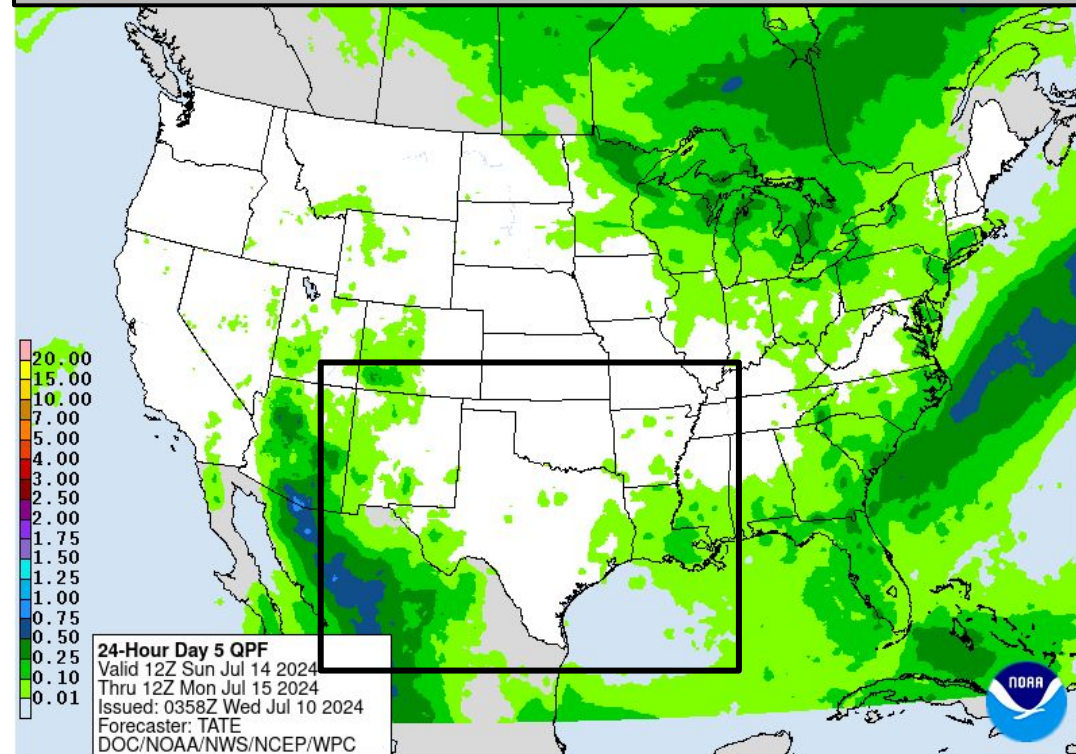 20.00
15.00
10.00
7.00
5.00
4.00
3.00
2.50
2.00
1.75
1.50
1.25
1.00
0.75
0.50
0.25
0.10
0.01
24-Hour Day 5 QPF
Valid 12Z Sun Jul 14 2024
Thru 12Z Mon Jul 15 2024
Issued: 0358Z Wed Jul 10 2024
Forecaster: TATE
DOC/NOAA/NWS/NCEP/WPC
NOAA